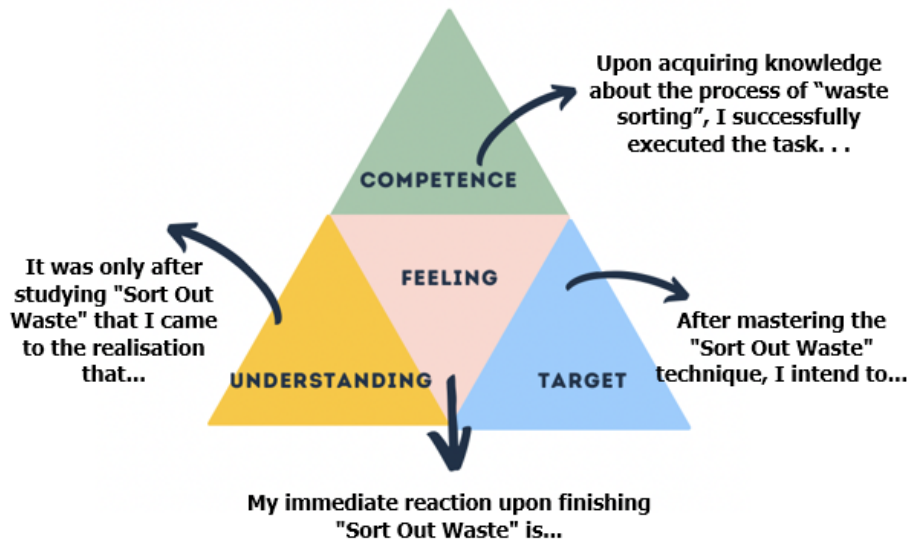 Upon acquiring knowledge
about the process of “waste
sorting”, I successfully
executed the task. . .
COMPETENCE
It was only after
studying "Sort Out
Waste" that I came
to the realisation
that...
FEELING
After mastering the
"Sort Out Waste"
technique, I intend to...
UNDERSTANDING
TARGET
My immediate reaction upon finishing
"Sort Out Waste" is...